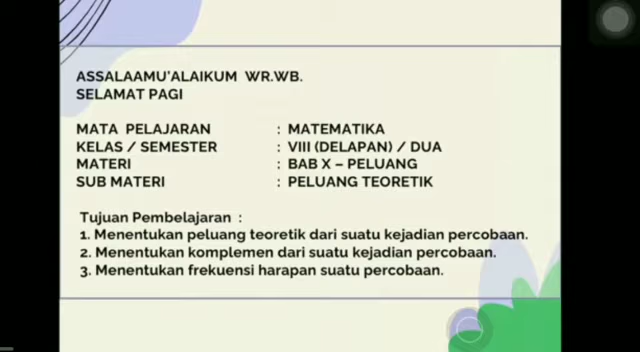 ASSALAAMU'ALAIKUM WR.WB.
SELAMAT PAGI
MATA PELAJARAN : MATEMATIKA
KELAS / SEMESTER : VIII (DELAPAN) / DUA
MATERI : BAB X – PELUANG
SUB MATERI : PELUANG TEORETIK
Tujuan Pembelajaran :
1. Menentukan peluang teoretik dari suatu kejadian percobaan.
2. Menentukan komplemen dari suatu kejadian percobaan.
3. Menentukan frekuensi harapan suatu percobaan.